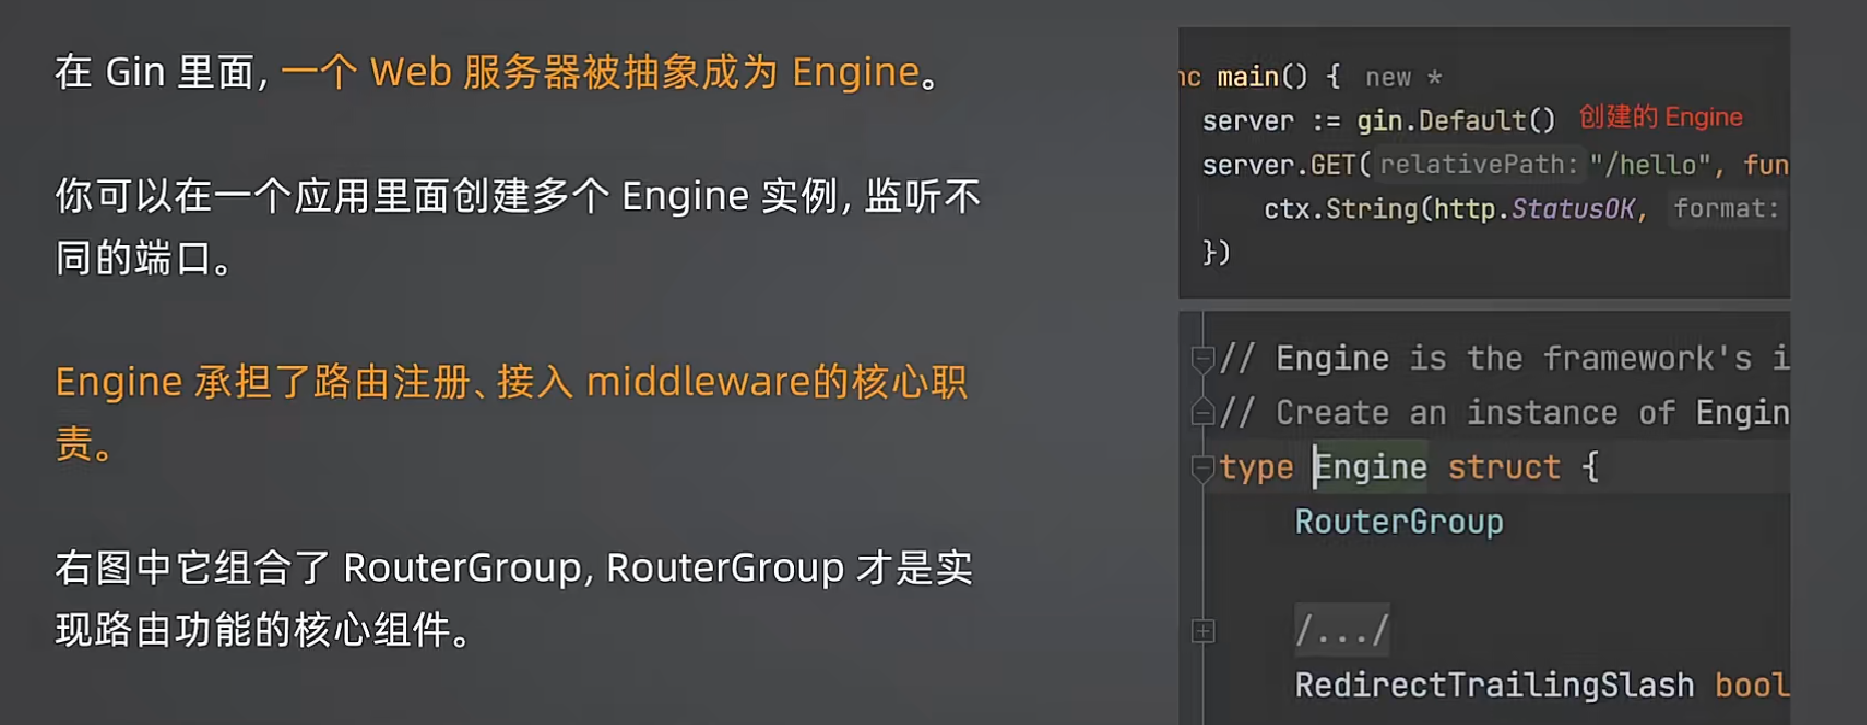 在 Gin 里面, 一个 Web 服务器被抽象成为 Engine。
你可以在一个应用里面创建多个 Engine 实例, 监听不
同的端口。
Engine 承担了路由注册、接入 middleware的核心职
责。
右图中它组合了 RouterGroup, RouterGroup 才是实
现路由功能的核心组件。
nc main() { new *
server := gin.Default() 创建的 Engine
server.GET( relativePath: "/hello", fun
ctx.String(http.StatusOK, format:
})
// Engine is the framework's i
// Create an instance of Engin
type Engine struct {
RouterGroup
/.../
RedirectTrailingSlash bool